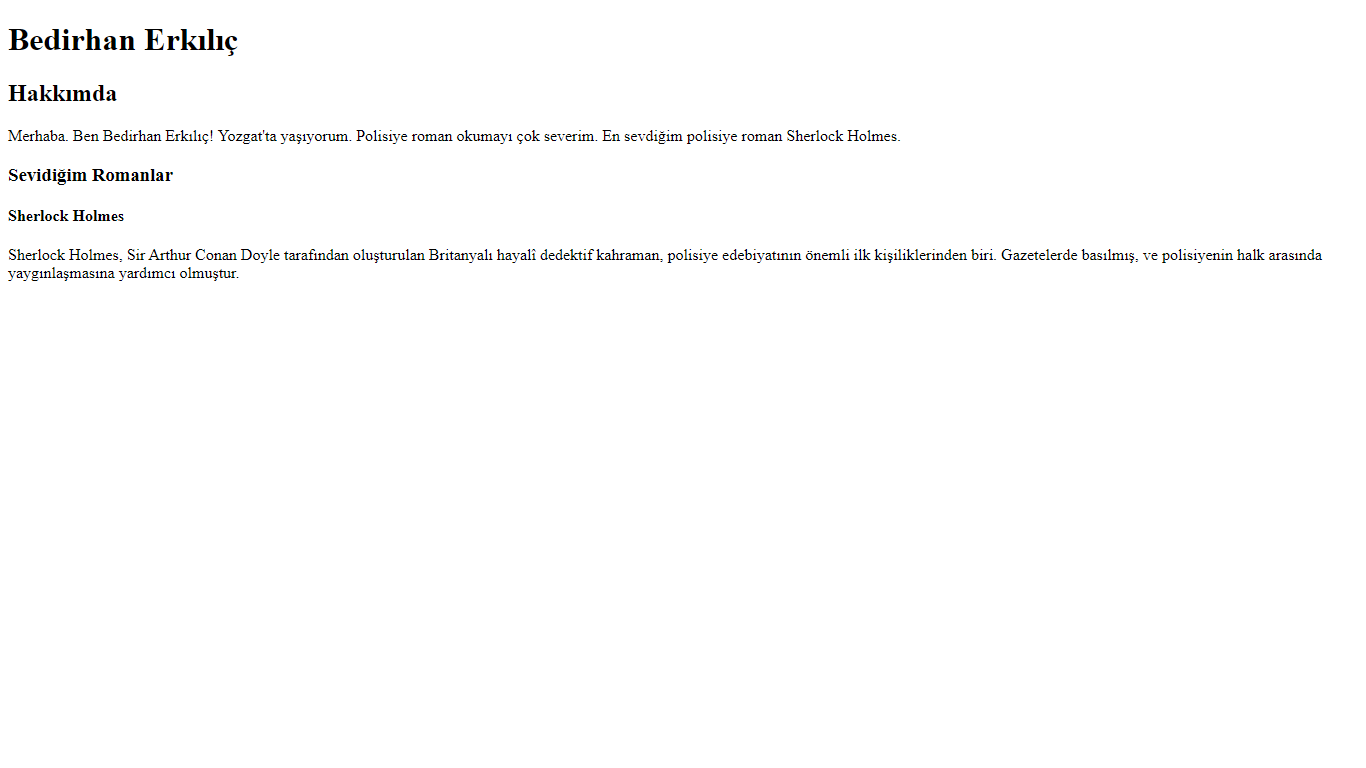 Bedirhan Erkılıç
Hakkımda
Merhaba. Ben Bedirhan Erkılıç! Yozgat'ta yaşıyorum. Polisiye roman okumayı çok severim. En sevdiğim polisiye roman Sherlock Holmes.
Sevidiğim Romanlar
Sherlock Holmes
Sherlock Holmes, Sir Arthur Conan Doyle tarafından oluşturulan Britanyalı hayalî dedektif kahraman, polisiye edebiyatının önemli ilk kişiliklerinden biri. Gazetelerde basılmış, ve polisiyenin halk arasında
yaygınlaşmasına yardımcı olmuştur.